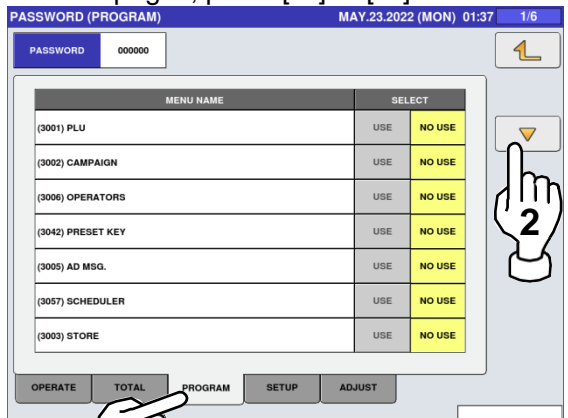 PASSWORD (PROGRAM) MAY.23.2022 (MON) 01:37 1/6
PASSWORD 000000
MENU NAME SELECT
(3001) PLU USE NO USE
(3002) CAMPAIGN USE NO USE
(3006) OPERATORS USE NO USE
(3042) PRESET KEY USE NO USE
(3005) AD MSG. USE NO USE
(3057) SCHEDULER USE NO USE
(3003) STORE USE NO USE
2
OPERATE TOTAL PROGRAM SETUP ADJUST